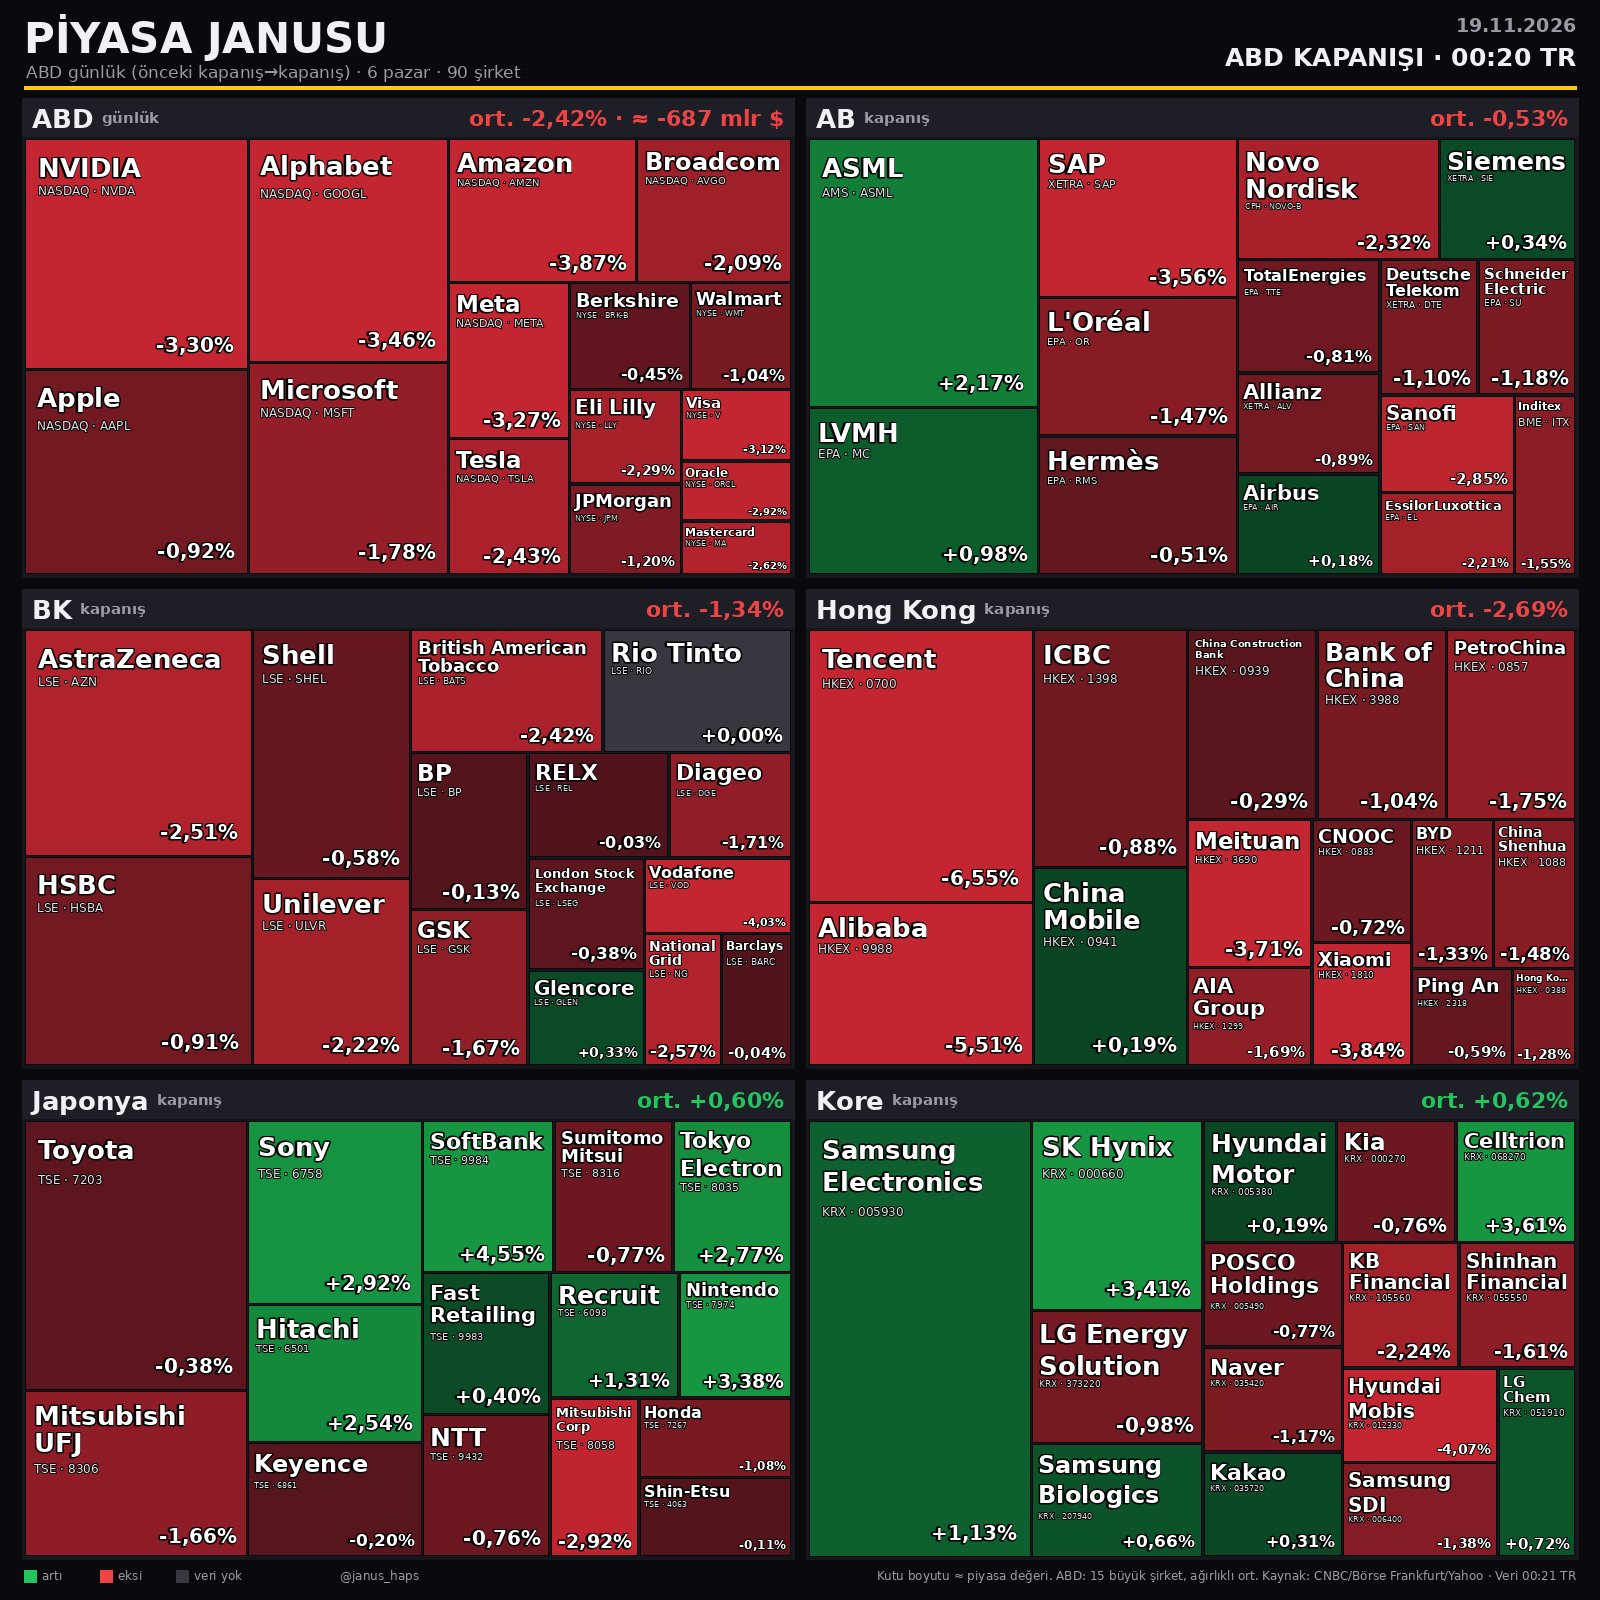 PİYASA JANUSU
19.11.2026
ABD KAPANIŞI · 00:20 TR
ABD günlük (önceki kapanış→kapanış) · 6 pazar · 90 şirket
ABD günlük
ort. -2,42% · ≈ -687 mlr $
NVIDIA
NASDAQ · NVDA
-3,30%
Alphabet
NASDAQ · GOOGL
-3,46%
Amazon
NASDAQ · AMZN
-3,87%
Broadcom
NASDAQ · AVGO
-2,09%
Apple
NASDAQ · AAPL
-0,92%
Microsoft
NASDAQ · MSFT
-1,78%
Meta
NASDAQ · META
-3,27%
Berkshire
NYSE · BRK-B
-0,45%
Walmart
NYSE · WMT
-1,04%
Tesla
NASDAQ · TSLA
-2,43%
Eli Lilly
NYSE · LLY
-2,29%
Visa
NYSE · V
-3,12%
JPMorgan
NYSE · JPM
-1,20%
Oracle
NYSE · ORCL
-2,92%
Mastercard
NYSE · MA
-2,62%
AB kapanış
ort. -0,53%
ASML
AMS · ASML
+2,17%
SAP
XETRA · SAP
-3,56%
Novo
Nordisk
CPH · NOVO-B
-2,32%
Siemens
XETRA · SIE
+0,34%
LVMH
EPA · MC
+0,98%
L'Oréal
EPA · OR
-1,47%
Hermès
EPA · RMS
-0,51%
TotalEnergies
EPA · TTE
-0,81%
Deutsche
Telekom
XETRA · DTE
-1,10%
Schneider
Electric
EPA · SU
-1,18%
Allianz
XETRA · ALV
-0,89%
Airbus
EPA · AIR
+0,18%
Sanofi
EPA · SAN
-2,85%
EssilorLuxottica
EPA · EL
-2,21%
Inditex
BME · ITX
-1,55%
BK kapanış
ort. -1,34%
AstraZeneca
LSE · AZN
-2,51%
Shell
LSE · SHEL
-0,58%
British American
Tobacco
LSE · BATS
-2,42%
Rio Tinto
LSE · RIO
+0,00%
HSBC
LSE · HSBA
-0,91%
Unilever
LSE · ULVR
-2,22%
BP
LSE · BP
-0,13%
RELX
LSE · REL
-0,03%
Diageo
LSE · DGE
-1,71%
GSK
LSE · GSK
-1,67%
London Stock
Exchange
LSE · LSEG
-0,38%
Vodafone
LSE · VOD
-4,03%
Glencore
LSE · GLEN
+0,33%
National
Grid
LSE · NG
-2,57%
Barclays
LSE · BARC
-0,04%
Hong Kong kapanış
ort. -2,69%
Tencent
HKEX · 0700
-6,55%
ICBC
HKEX · 1398
-0,88%
China Construction
Bank
HKEX · 0939
-0,29%
Bank of
China
HKEX · 3988
-1,04%
PetroChina
HKEX · 0857
-1,75%
Alibaba
HKEX · 9988
-5,51%
China
Mobile
HKEX · 0941
+0,19%
Meituan
HKEX · 3690
-3,71%
CNOOC
HKEX · 0883
-0,72%
BYD
HKEX · 1211
-1,33%
China
Shenhua
HKEX · 1088
-1,48%
AIA
Group
HKEX · 1299
-1,69%
Xiaomi
HKEX · 1810
-3,84%
Ping An
HKEX · 2318
-0,59%
Hong Ko...
HKEX · 0388
-1,28%
Japonya kapanış
ort. +0,60%
Toyota
TSE · 7203
-0,38%
Sony
TSE · 6758
+2,92%
SoftBank
TSE · 9984
+4,55%
Sumitomo
Mitsui
TSE · 8316
-0,77%
Tokyo
Electron
TSE · 8035
+2,77%
Mitsubishi
UFJ
TSE · 8306
-1,66%
Hitachi
TSE · 6501
+2,54%
Keyence
TSE · 6861
-0,20%
Fast
Retailing
TSE · 9983
+0,40%
Recruit
TSE · 6098
+1,31%
Nintendo
TSE · 7974
+3,38%
NTT
TSE · 9432
-0,76%
Mitsubishi
Corp
TSE · 8058
-2,92%
Honda
TSE · 7267
-1,08%
Shin-Etsu
TSE · 4063
-0,11%
Kore kapanış
ort. +0,62%
Samsung
Electronics
KRX · 005930
+1,13%
SK Hynix
KRX · 000660
+3,41%
Hyundai
Motor
KRX · 005380
+0,19%
Kia
KRX · 000270
-0,76%
Celltrion
KRX · 068270
+3,61%
LG Energy
Solution
KRX · 373220
-0,98%
Samsung
Biologics
KRX · 207940
+0,66%
POSCO
Holdings
KRX · 005490
-0,77%
KB
Financial
KRX · 105560
-2,24%
Shinhan
Financial
KRX · 055550
-1,61%
Naver
KRX · 035420
-1,17%
Kakao
KRX · 035720
+0,31%
Hyundai
Mobis
KRX · 012330
-4,07%
Samsung
SDI
KRX · 006400
-1,38%
LG
Chem
KRX · 051910
+0,72%
artı eksi veri yok @janus_haps
Kutu boyutu ≈ piyasa değeri. ABD: 15 büyük şirket, ağırlıklı ort. Kaynak: CNBC/Börse Frankfurt/Yahoo · Veri 00:21 TR